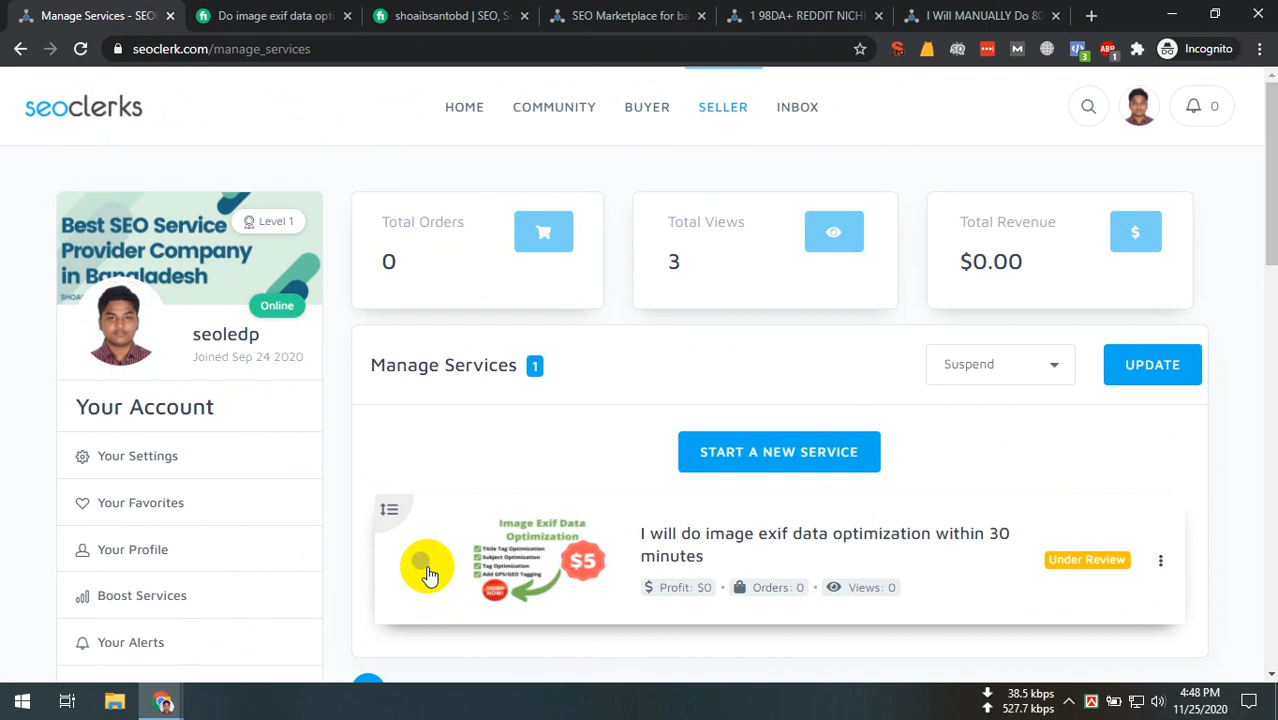 Manage Services - SEO
Do image exif data opti
shoaibsantobd | SEO, S
SEO Marketplace for ba
1 98DA+ REDDIT NICH
I Will MANUALLY Do 80
seoclerk.com/manage_services
3
ABP
1
Incognito
seoclerks
HOME
COMMUNITY
BUYER
SELLER
INBOX
0
Best SEO Service
Provider Company
in Bangladesh
Level 1
Online
seoledp
Joined Sep 24 2020
Your Account
Your Settings
Your Favorites
Your Profile
Boost Services
Your Alerts
Total Orders
0
Total Views
3
Total Revenue
$
$0.00
Manage Services 1
Suspend
UPDATE
START A NEW SERVICE
Image Exif Data
Optimization
Title Tag Optimization
Subject Optimization
Tag Optimization
Add GPS/GEO Tagging
ORDER
NOW!
$5
I will do image exif data optimization within 30
minutes
$ Profit: $0 • Orders: 0 • Views: 0
Under Review
38.5 kbps
527.7 kbps
4:48 PM
11/25/2020